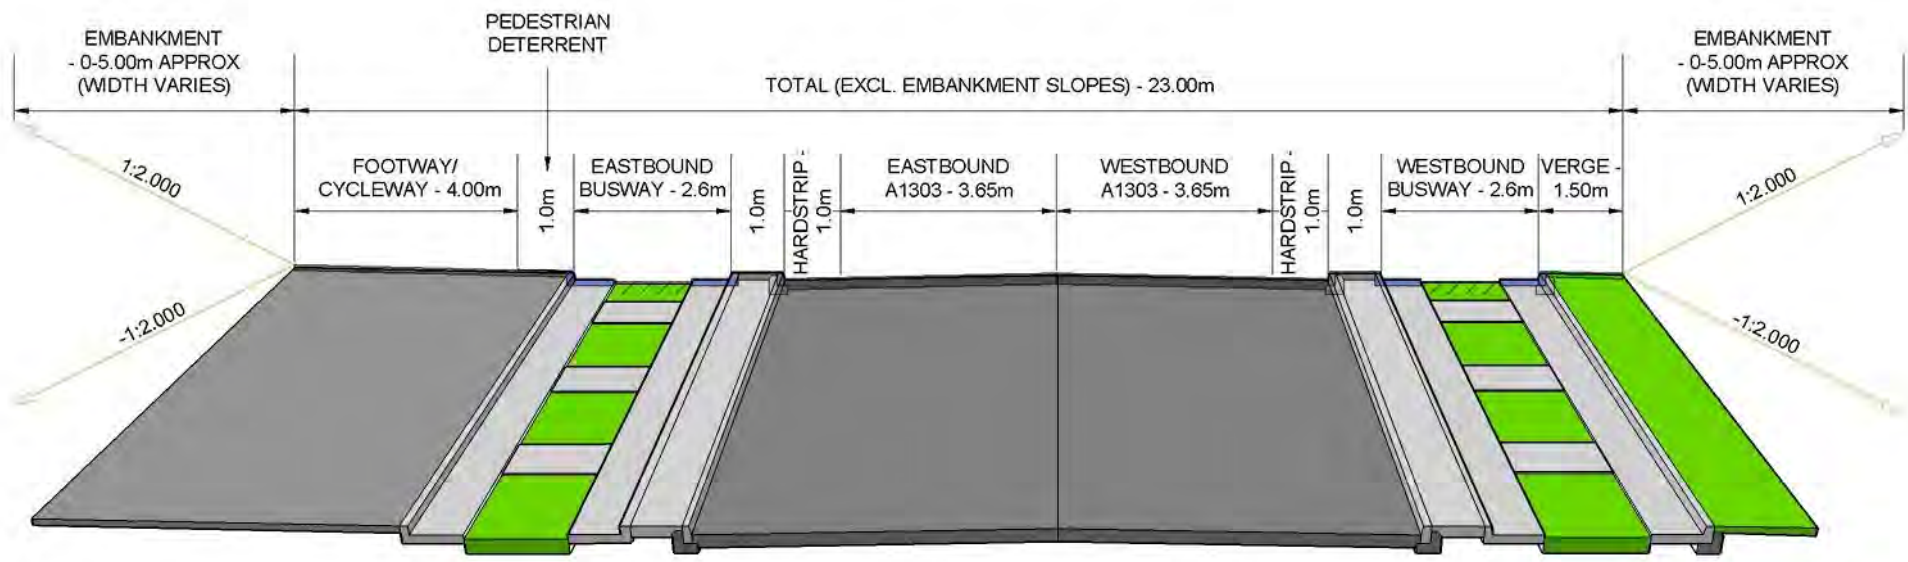 EMBANKMENT
- 0-5.00m APPROX
(WIDTH VARIES)
PEDESTRIAN
DETERRENT
TOTAL (EXCL. EMBANKMENT SLOPES) - 23.00m
EMBANKMENT
- 0-5.00m APPROX
(WIDTH VARIES)
1:2.000
-1:2.000
FOOTWAY/
CYCLEWAY - 4.00m
1.0m
EASTBOUND
BUSWAY - 2.6m
1.0m
HARDSTRIP -
1.0m
EASTBOUND
A1303 - 3.65m
WESTBOUND
A1303 - 3.65m
HARDSTRIP -
1.0m
1.0m
WESTBOUND
BUSWAY - 2.6m
VERGE -
1.50m
1:2.000
-1:2.000